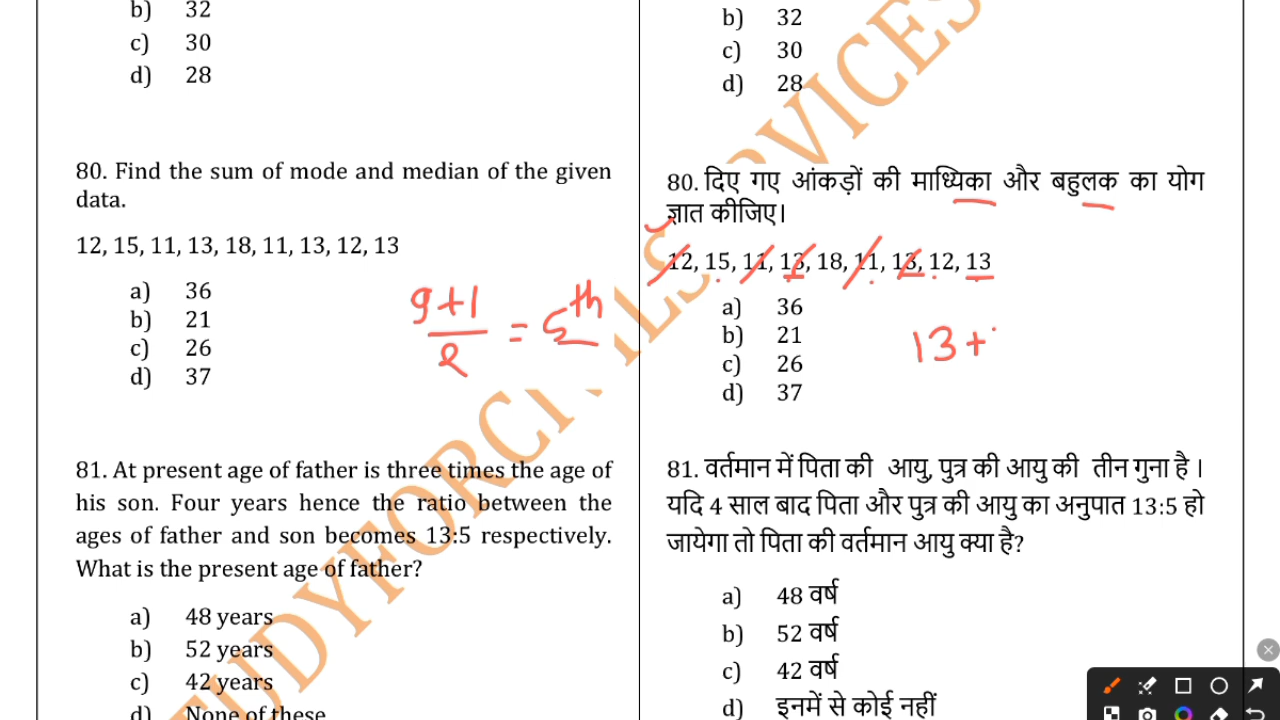 b) 32
c) 30
d) 28
80. Find the sum of mode and median of the given
data.
12, 15, 11, 13, 18, 11, 13, 12, 13
a) 36
b) 21
c) 26
d) 37
9+1
2
= 5th
81. At present age of father is three times the age of
his son. Four years hence the ratio between the
ages of father and son becomes 13:5 respectively.
What is the present age of father?
a) 48 years
b) 52 years
c) 42 years
d) None of these
b) 32
c) 30
d) 28
80. दिए गए आंकड़ों की माध्यिका और बहुलक का योग
ज्ञात कीजिए।
12, 15, 11, 13, 18, 11, 13, 12, 13
a) 36
b) 21
c) 26
d) 37
13+
81. वर्तमान में पिता की आयु, पुत्र की आयु की तीन गुना है ।
यदि 4 साल बाद पिता और पुत्र की आयु का अनुपात 13:5 हो
जायेगा तो पिता की वर्तमान आयु क्या है?
a) 48 वर्ष
b) 52 वर्ष
c) 42 वर्ष
d) इनमें से कोई नहीं
STUDYFORCIVILSERVICES